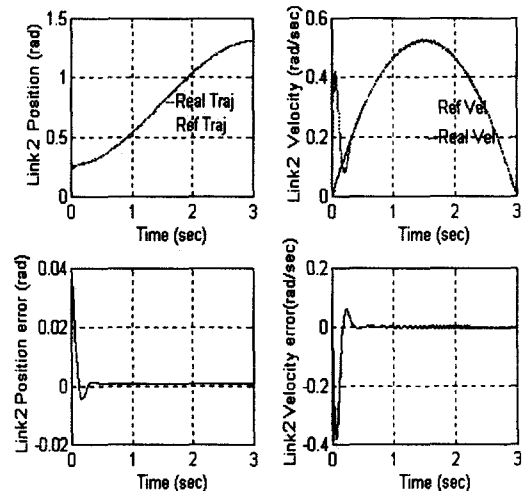 1.5
1
0.5
0
0 1 2 3
Link2 Position (rad)
Time (sec)
Real Traj
Ref Traj
0.6
0.4
0.2
0
0 1 2 3
Link2 Velocity (rad/sec)
Time (sec)
Ref Vel
Real Vel
0.04
0.02
0
-0.02
0 1 2 3
Link2 Position error (rad)
Time (sec)
0.2
0
-0.2
-0.4
0 1 2 3
Link2 Velocity error(rad/sec)
Time (sec)